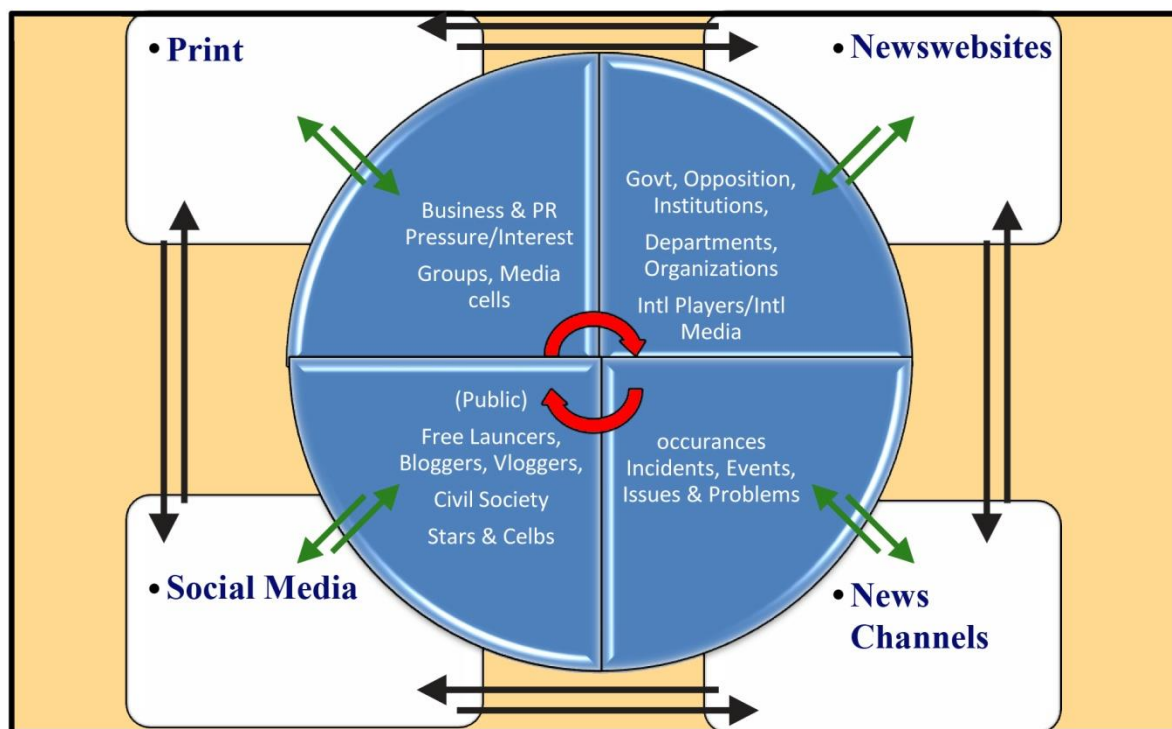 • Print
• Newswebsites
Business & PR
Pressure/Interest
Groups, Media
cells
Govt, Opposition,
Institutions,
Departments,
Organizations
Intl Players/Intl
Media
(Public)
Free Launcers,
Bloggers, Vloggers,
Civil Society
Stars & Celbs
occurances
Incidents, Events,
Issues & Problems
• Social Media
• News
Channels